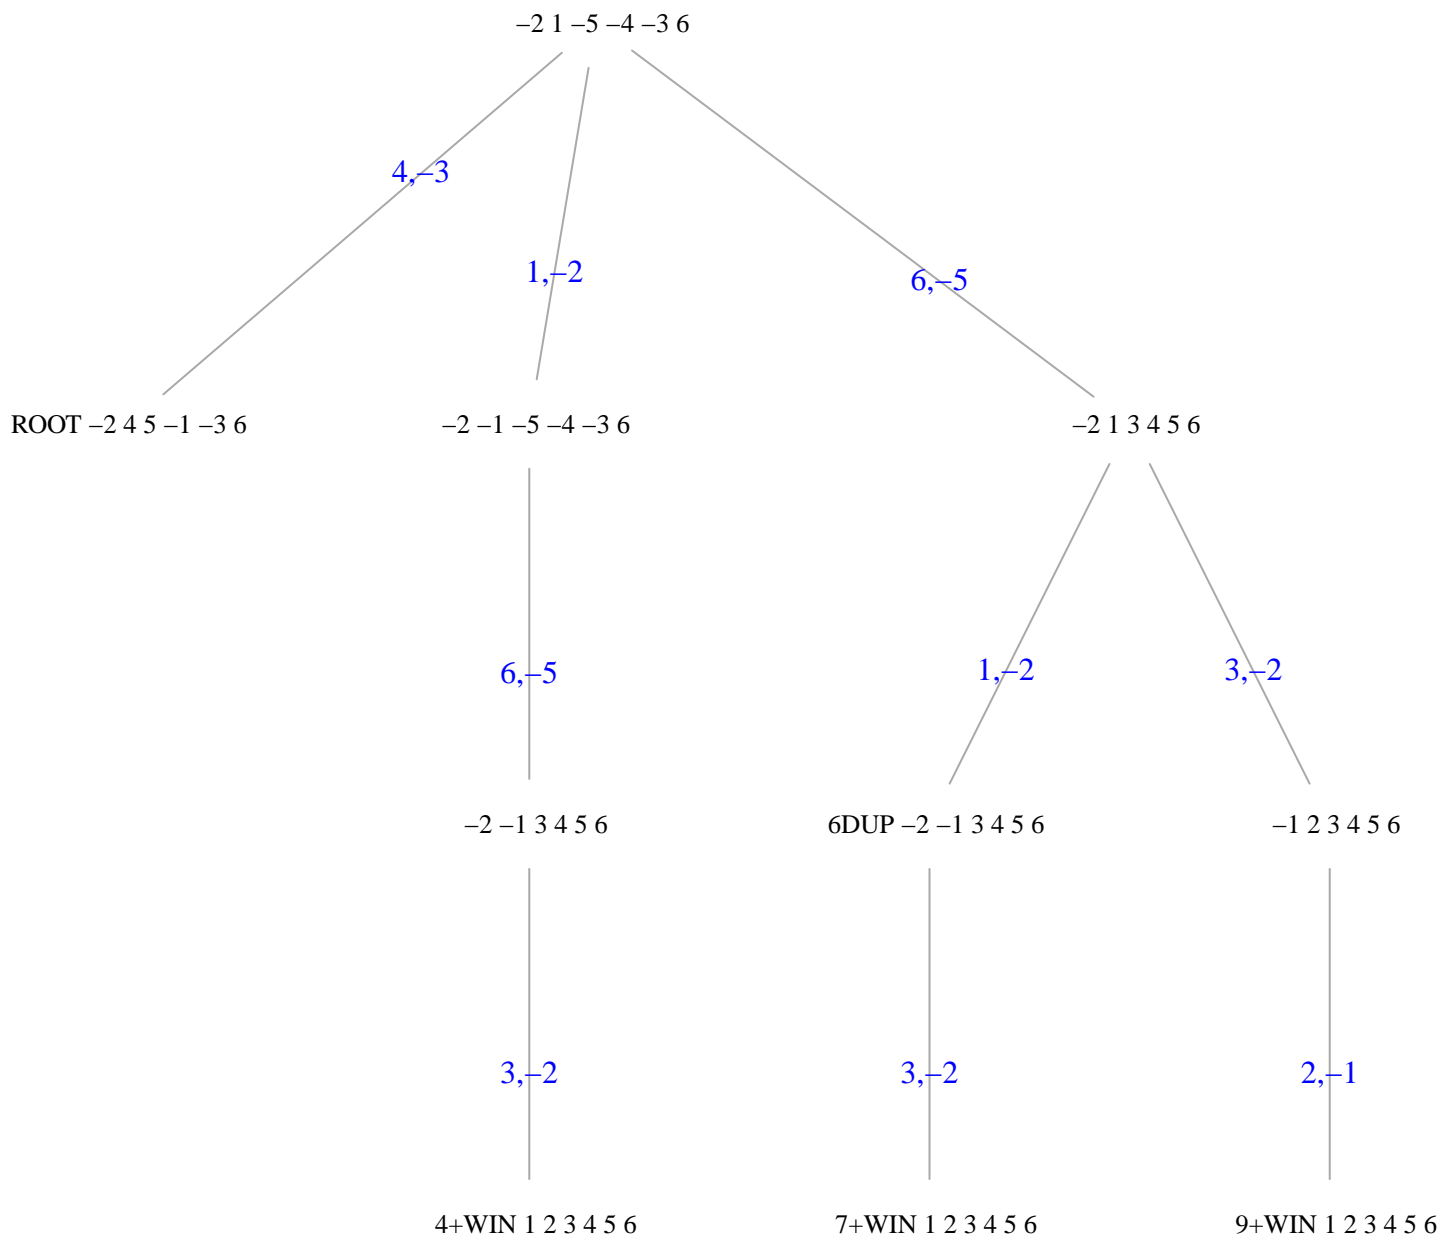 –2 1 –5 –4 –3 6
4,–3
1,–2
6,–5
ROOT –2 4 5 –1 –3 6
–2 –1 –5 –4 –3 6
–2 1 3 4 5 6
6,–5
1,–2
3,–2
–2 –1 3 4 5 6
6DUP –2 –1 3 4 5 6
–1 2 3 4 5 6
3,–2
3,–2
2,–1
4+WIN 1 2 3 4 5 6
7+WIN 1 2 3 4 5 6
9+WIN 1 2 3 4 5 6